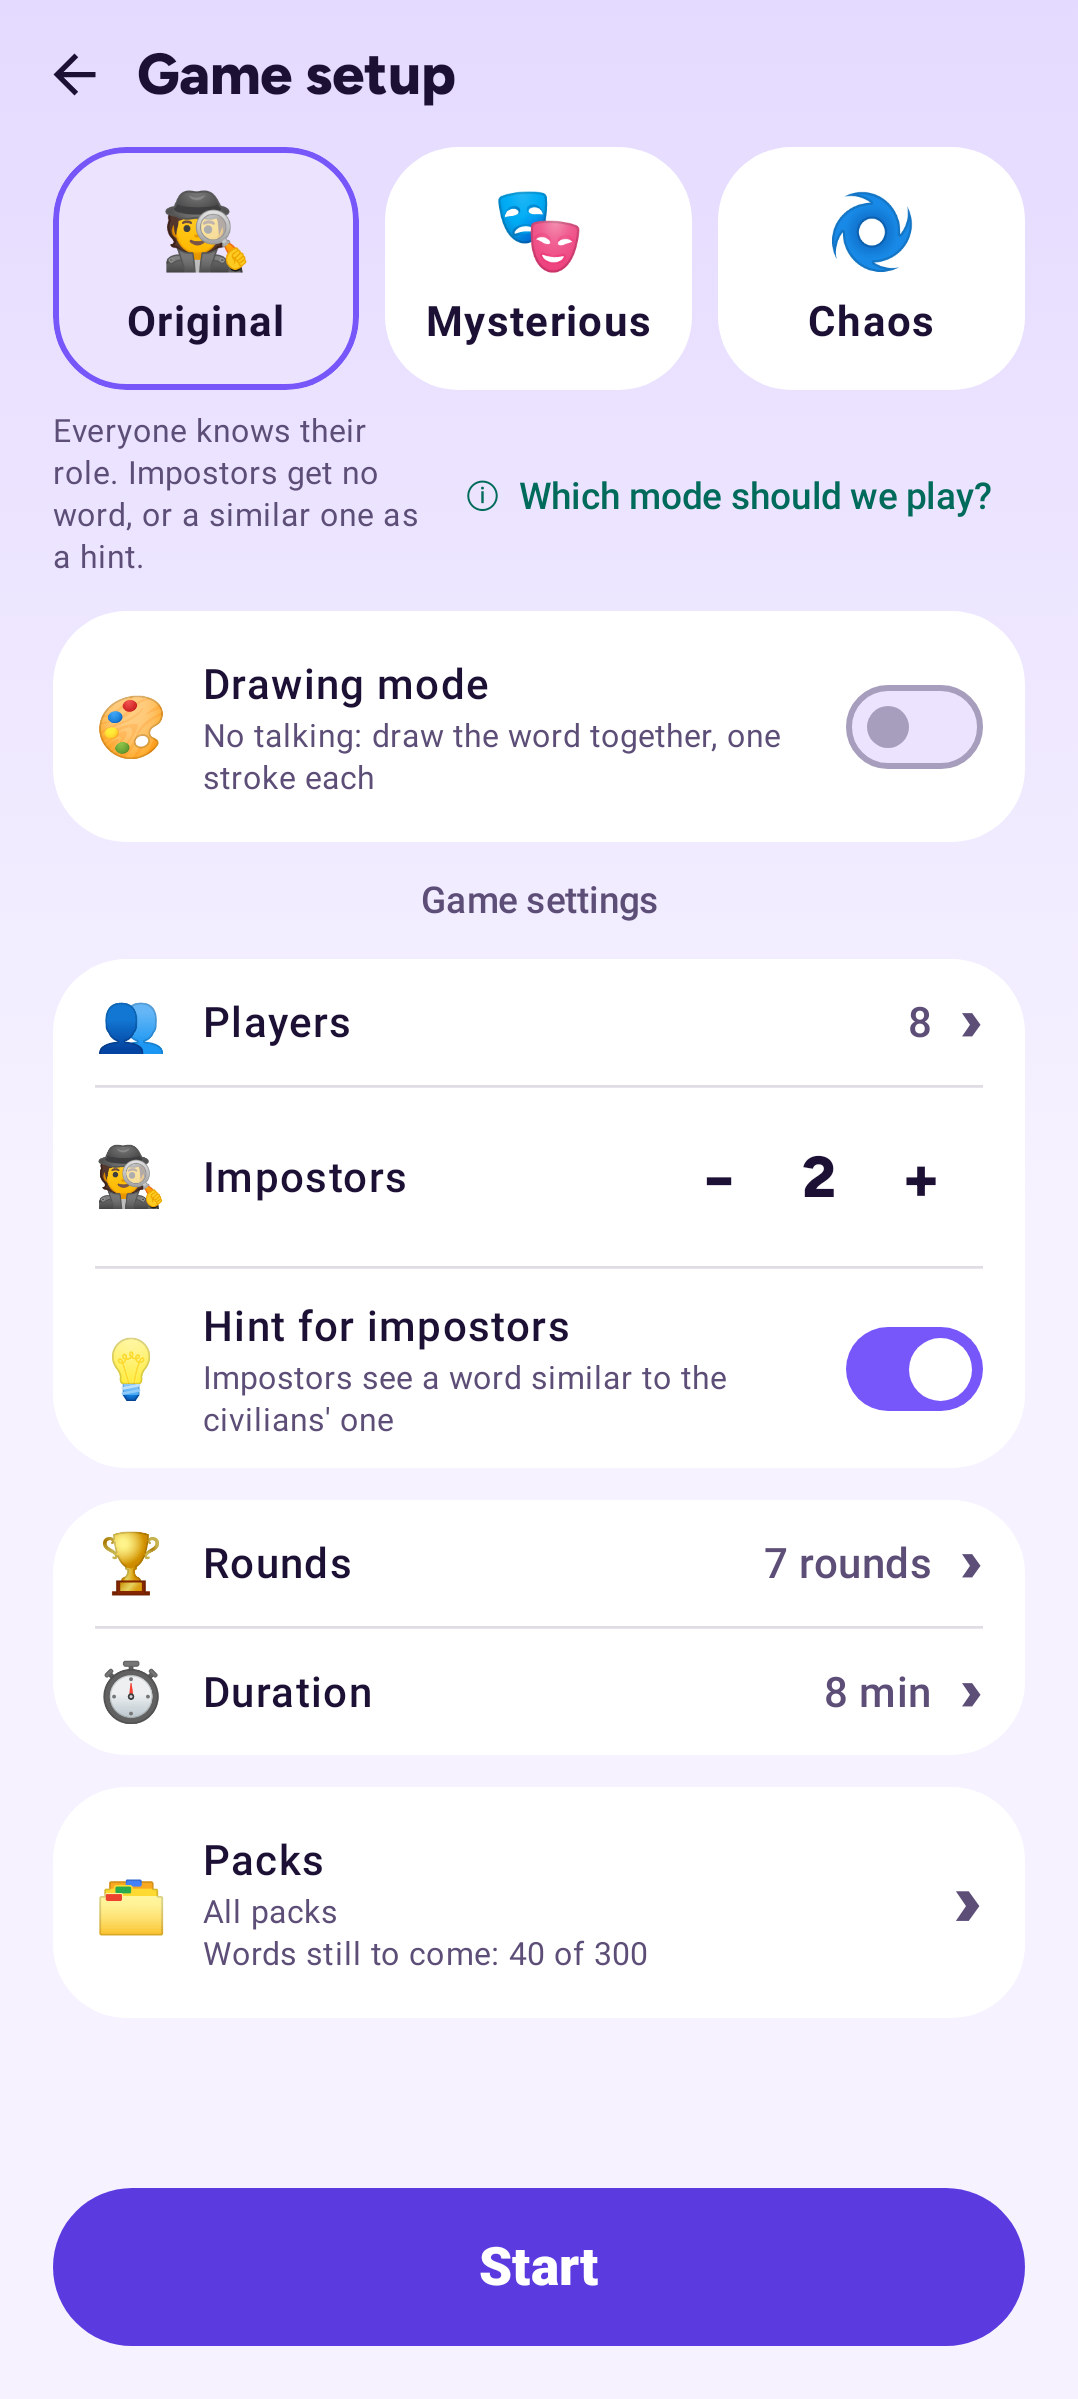 Game setup
Original
Mysterious
Chaos
Everyone knows their
role. Impostors get no
word, or a similar one as
a hint.
Which mode should we play?
Drawing mode
No talking: draw the word together, one
stroke each
Game settings
Players 8
Impostors - 2 +
Hint for impostors
Impostors see a word similar to the
civilians' one
Rounds 7 rounds
Duration 8 min
Packs
All packs
Words still to come: 40 of 300
Start